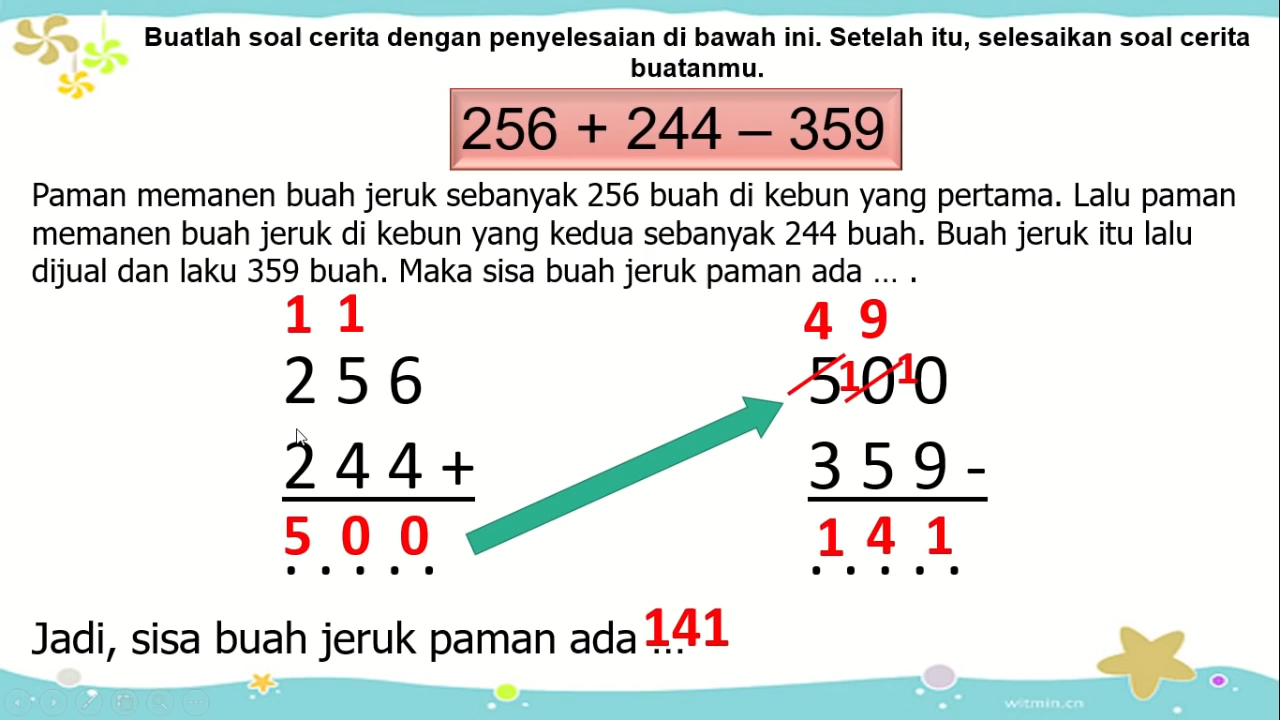 Buatlah soal cerita dengan penyelesaian di bawah ini. Setelah itu, selesaikan soal cerita
buatanmu.
256 + 244 – 359
Paman memanen buah jeruk sebanyak 256 buah di kebun yang pertama. Lalu paman
memanen buah jeruk di kebun yang kedua sebanyak 244 buah. Buah jeruk itu lalu
dijual dan laku 359 buah. Maka sisa buah jeruk paman ada ... .
1 1
2 5 6
2 4 4 +
5 0 0
. . . . .
4 9
5 1 0 1 0
3 5 9 -
1 4 1
. . . . .
Jadi, sisa buah jeruk paman ada ... 141
witmin.cn